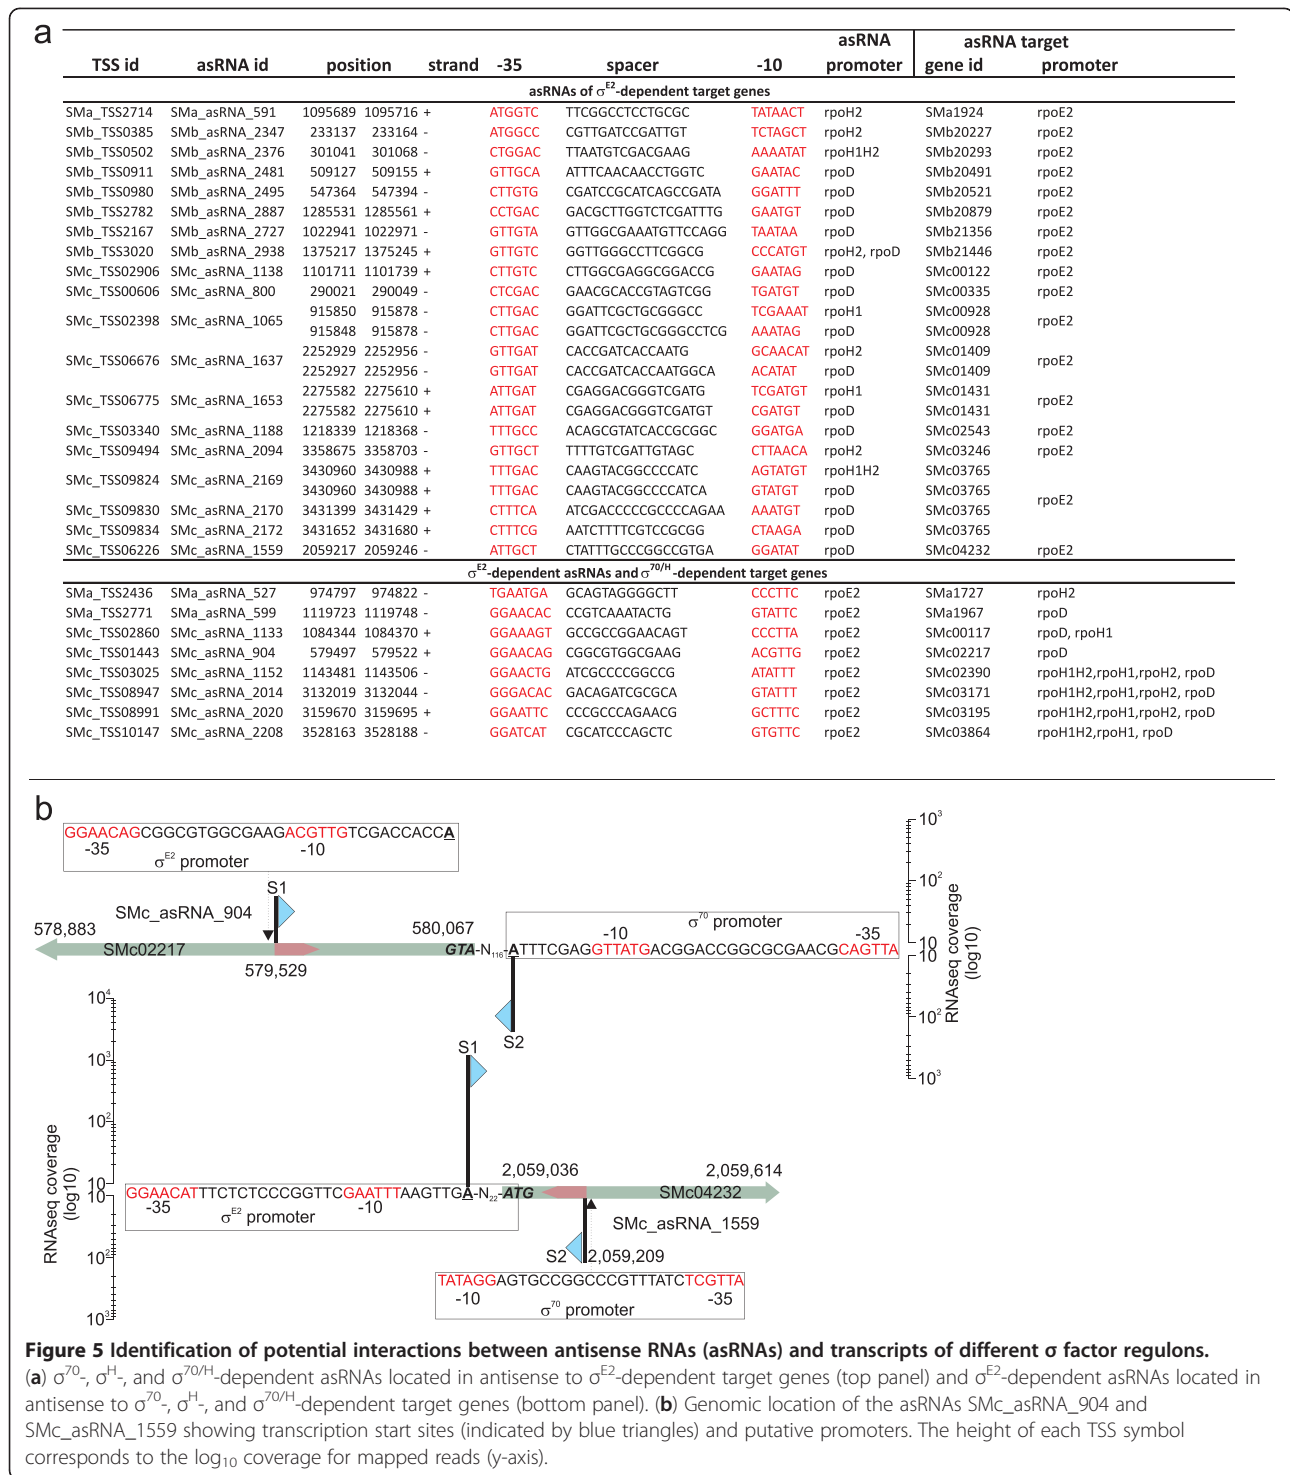 a
asRNA asRNA target
TSS id asRNA id position strand -35 spacer -10 promoter gene id promoter
asRNAs of σE2-dependent target genes
SMa_TSS2714 SMa_asRNA_591 1095689 1095716 + ATGGTC TTCGGCCTCCTGCGC TATAACT rpoH2 SMa1924 rpoE2
SMb_TSS0385 SMb_asRNA_2347 233137 233164 - ATGGCC CGTTGATCCGATTGT TCTAGCT rpoH2 SMb20227 rpoE2
SMb_TSS0502 SMb_asRNA_2376 301041 301068 - CTGGAC TTAATGTCGACGAAG AAAATAT rpoH1H2 SMb20293 rpoE2
SMb_TSS0911 SMb_asRNA_2481 509127 509155 + GTTGCA ATTTCAACAACCTGGTC GAATAC rpoD SMb20491 rpoE2
SMb_TSS0980 SMb_asRNA_2495 547364 547394 - CTTGTG CGATCCGCATCAGCCGATA GGATTT rpoD SMb20521 rpoE2
SMb_TSS2782 SMb_asRNA_2887 1285531 1285561 + CCTGAC GACGCTTGGTCTCGATTTG GAATGT rpoD SMb20879 rpoE2
SMb_TSS2167 SMb_asRNA_2727 1022941 1022971 - GTTGTA GTTGGCGAAATGTTCCAGG TAATAA rpoD SMb21356 rpoE2
SMb_TSS3020 SMb_asRNA_2938 1375217 1375245 + GTTGTC GGTTGGGCCTTCGGCG CCCATGT rpoH2, rpoD SMb21446 rpoE2
SMc_TSS02906 SMc_asRNA_1138 1101711 1101739 + CTTGTC CTTGGCGAGGCGGACCG GAATAG rpoD SMc00122 rpoE2
SMc_TSS00606 SMc_asRNA_800 290021 290049 - CTCGAC GAACGCACCGTAGTCGG TGATGT rpoD SMc00335 rpoE2
915850 915878 - CTTGAC GGATTCGCTGCGGGCC TCGAAAT rpoH1 SMc00928
SMc_TSS02398 SMc_asRNA_1065 rpoE2
915848 915878 - CTTGAC GGATTCGCTGCGGGCCTCG AAATAG rpoD SMc00928
2252929 2252956 - GTTGAT CACCGATCACCAATG GCAACAT rpoH2 SMc01409
SMc_TSS06676 SMc_asRNA_1637 rpoE2
2252927 2252956 - GTTGAT CACCGATCACCAATGGCA ACATAT rpoD SMc01409
2275582 2275610 + ATTGAT CGAGGACGGGTCGATG TCGATGT rpoH1 SMc01431
SMc_TSS06775 SMc_asRNA_1653 rpoE2
2275582 2275610 + ATTGAT CGAGGACGGGTCGATGT CGATGT rpoD SMc01431
SMc_TSS03340 SMc_asRNA_1188 1218339 1218368 - TTTGCC ACAGCGTATCACCGCGGC GGATGA rpoD SMc02543 rpoE2
SMc_TSS09494 SMc_asRNA_2094 3358675 3358703 - GTTGCT TTTTGTCGATTGTAGC CTTAACA rpoH2 SMc03246 rpoE2
3430960 3430988 + TTTGAC CAAGTACGGCCCCATC AGTATGT rpoH1H2 SMc03765
SMc_TSS09824 SMc_asRNA_2169
3430960 3430988 + TTTGAC CAAGTACGGCCCCATCA GTATGT rpoD SMc03765
rpoE2
SMc_TSS09830 SMc_asRNA_2170 3431399 3431429 + CTTTCA ATCGACCCCCGCCCCAGAA AAATGT rpoD SMc03765
SMc_TSS09834 SMc_asRNA_2172 3431652 3431680 + CTTTCG AATCTTTTCGTCCGCGG CTAAGA rpoD SMc03765
SMc_TSS06226 SMc_asRNA_1559 2059217 2059246 - ATTGCT CTATTTGCCCGGCCGTGA GGATAT rpoD SMc04232 rpoE2
σE2-dependent asRNAs and σ70/H-dependent target genes
SMa_TSS2436 SMa_asRNA_527 974797 974822 - TGAATGA GCAGTAGGGGCTT CCCTTC rpoE2 SMa1727 rpoH2
SMa_TSS2771 SMa_asRNA_599 1119723 1119748 - GGAACAC CCGTCAAATACTG GTATTC rpoE2 SMa1967 rpoD
SMc_TSS02860 SMc_asRNA_1133 1084344 1084370 + GGAAAGT GCCGCCGGAACAGT CCCTTA rpoE2 SMc00117 rpoD, rpoH1
SMc_TSS01443 SMc_asRNA_904 579497 579522 + GGAACAG CGGCGTGGCGAAG ACGTTG rpoE2 SMc02217 rpoD
SMc_TSS03025 SMc_asRNA_1152 1143481 1143506 - GGAACTG ATCGCCCCGGCCG ATATTT rpoE2 SMc02390 rpoH1H2,rpoH1,rpoH2, rpoD
SMc_TSS08947 SMc_asRNA_2014 3132019 3132044 - GGGACAC GACAGATCGCGCA GTATTT rpoE2 SMc03171 rpoH1H2,rpoH1,rpoH2, rpoD
SMc_TSS08991 SMc_asRNA_2020 3159670 3159695 + GGAATTC CCCGCCCAGAACG GCTTTC rpoE2 SMc03195 rpoH1H2,rpoH1,rpoH2, rpoD
SMc_TSS10147 SMc_asRNA_2208 3528163 3528188 - GGATCAT CGCATCCCAGCTC GTGTTC rpoE2 SMc03864 rpoH1H2,rpoH1, rpoD
b
GGAACAGCGGCGTGGCGAAGACGTTGTCGACCACCA
-35 -10
σE2 promoter
S1
SMc_asRNA_904
578,883 580,067
SMc02217
579,529
σ70 promoter
-10 -35
GTA-N116-ATTTCGAGGTTATGACGGACCGGCGCGAACGCAGTTA
S2
10^3
10^2
10
10
10^2
10^3
RNAseq coverage
(log10)
10^4
10^3
10^2
10
10
10^2
10^3
RNAseq coverage
(log10)
S1
2,059,036 2,059,614
GGAACATTTCTCTCCCGGTTCGAATTTAAGTTGA-N22-ATG SMc04232
-35 -10
σE2 promoter
SMc_asRNA_1559
S2 2,059,209
TATAGGAGTGCCGGCCCGTTTATCTCGTTA
-10 -35
σ70 promoter
Figure 5 Identification of potential interactions between antisense RNAs (asRNAs) and transcripts of different σ factor regulons.
(a) σ70-, σH-, and σ70/H-dependent asRNAs located in antisense to σE2-dependent target genes (top panel) and σE2-dependent asRNAs located in
antisense to σ70-, σH-, and σ70/H-dependent target genes (bottom panel). (b) Genomic location of the asRNAs SMc_asRNA_904 and
SMc_asRNA_1559 showing transcription start sites (indicated by blue triangles) and putative promoters. The height of each TSS symbol
corresponds to the log10 coverage for mapped reads (y-axis).